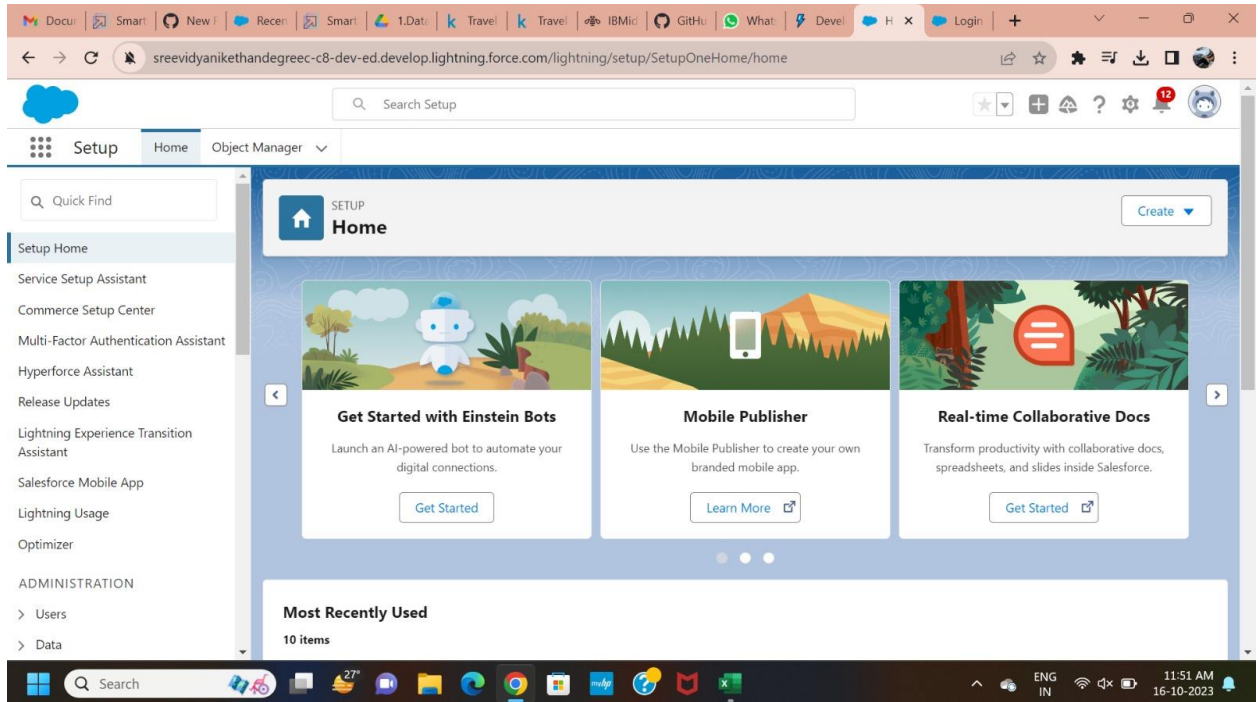 Docur
Smart
New F
Recen
Smart
1.Data
Travel
Travel
IBMid
GitHu
What
Devel
H
Login
sreevidyanikethandegreec-c8-dev-ed.develop.lightning.force.com/lightning/setup/SetupOneHome/home
Search Setup
12
Setup Home Object Manager
Quick Find
Setup Home
Service Setup Assistant
Commerce Setup Center
Multi-Factor Authentication Assistant
Hyperforce Assistant
Release Updates
Lightning Experience Transition
Assistant
Salesforce Mobile App
Lightning Usage
Optimizer
ADMINISTRATION
Users
Data
SETUP
Home
Create
Get Started with Einstein Bots
Launch an AI-powered bot to automate your
digital connections.
Get Started
Mobile Publisher
Use the Mobile Publisher to create your own
branded mobile app.
Learn More
Real-time Collaborative Docs
Transform productivity with collaborative docs,
spreadsheets, and slides inside Salesforce.
Get Started
Most Recently Used
10 items
Search
27°
myhp
ENG
IN
11:51 AM
16-10-2023